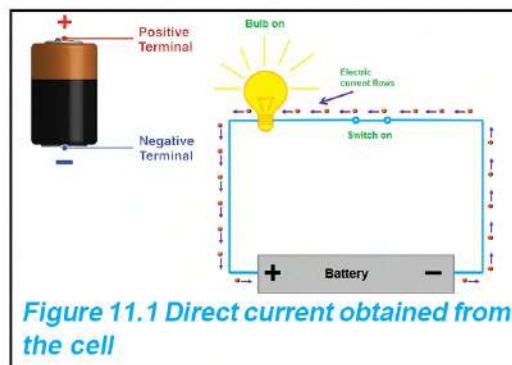 +
Positive
Terminal
Negative
Terminal
−
Bulb on
Electric
current flows
Switch on
+ Battery −
Figure 11.1 Direct current obtained from
the cell